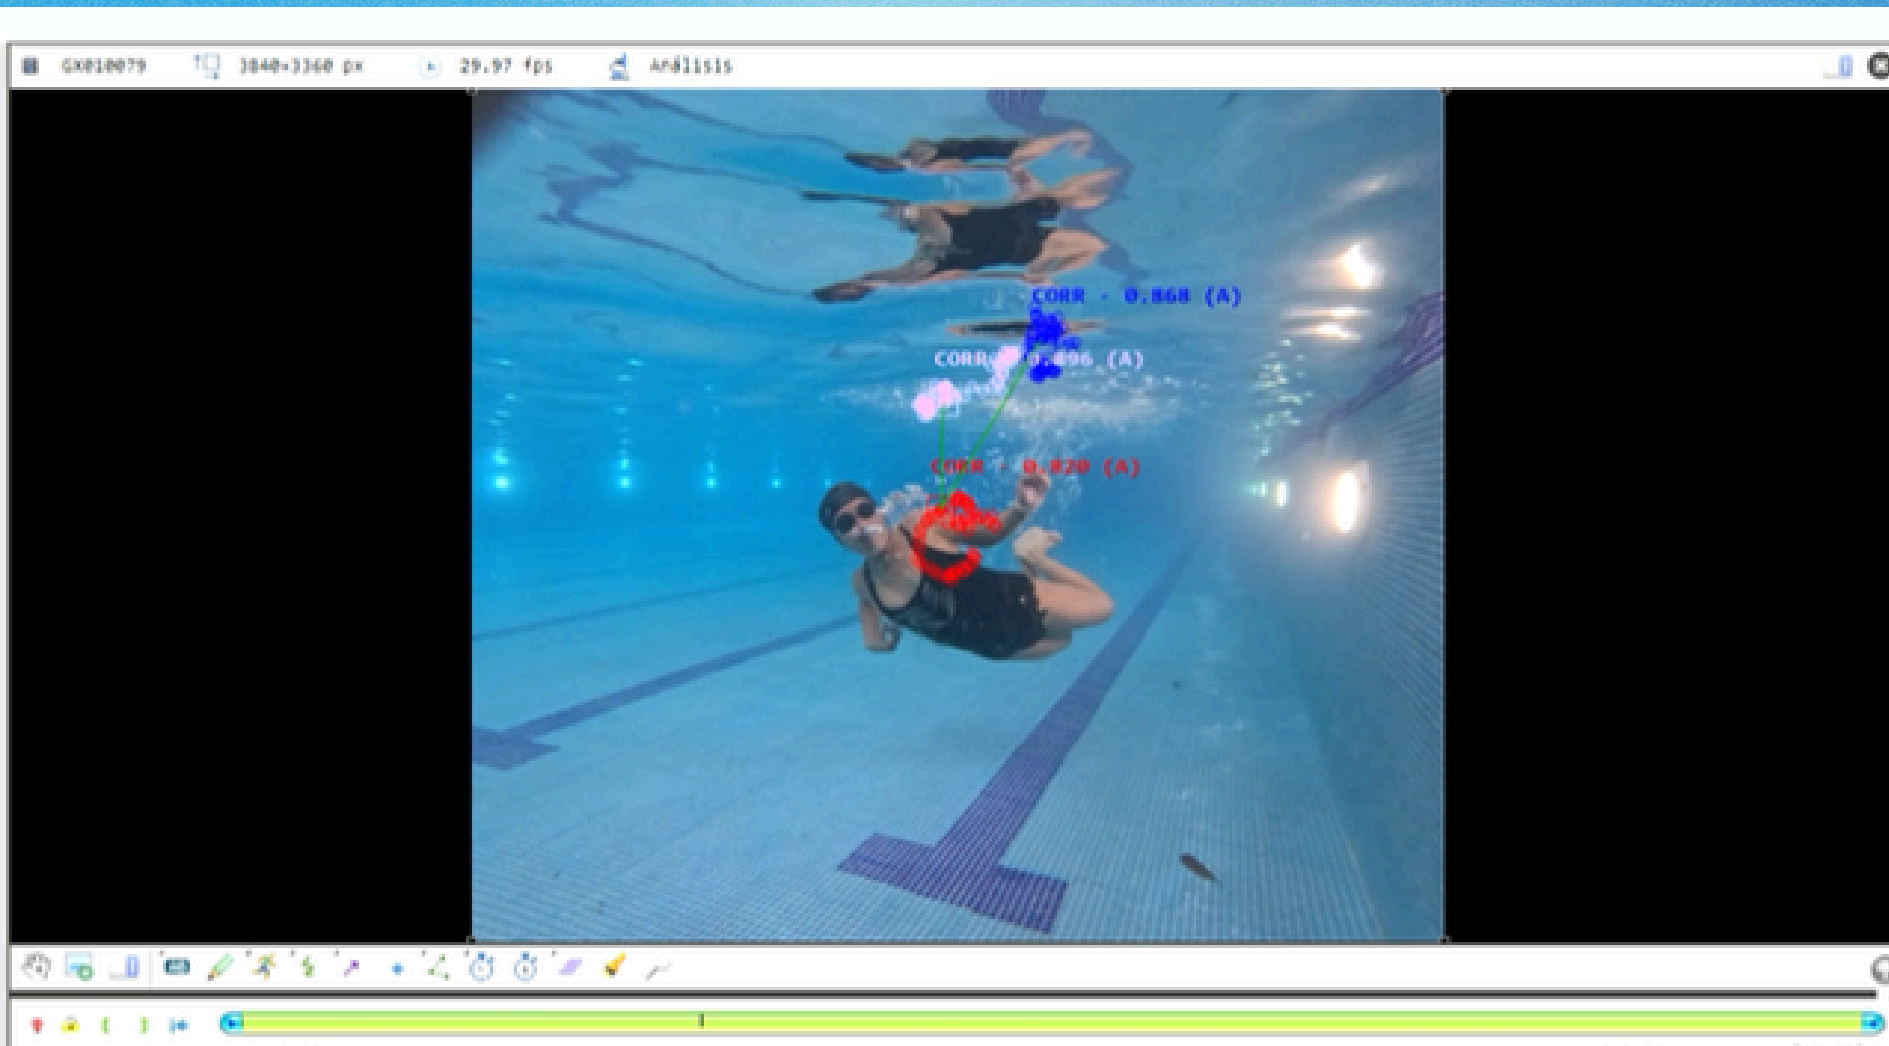 GX010079 3840×3360 px 29.97 fps Análisis
CORR - 0.868 (A)
CORR 0.896 (A)
CORR - 0.820 (A)